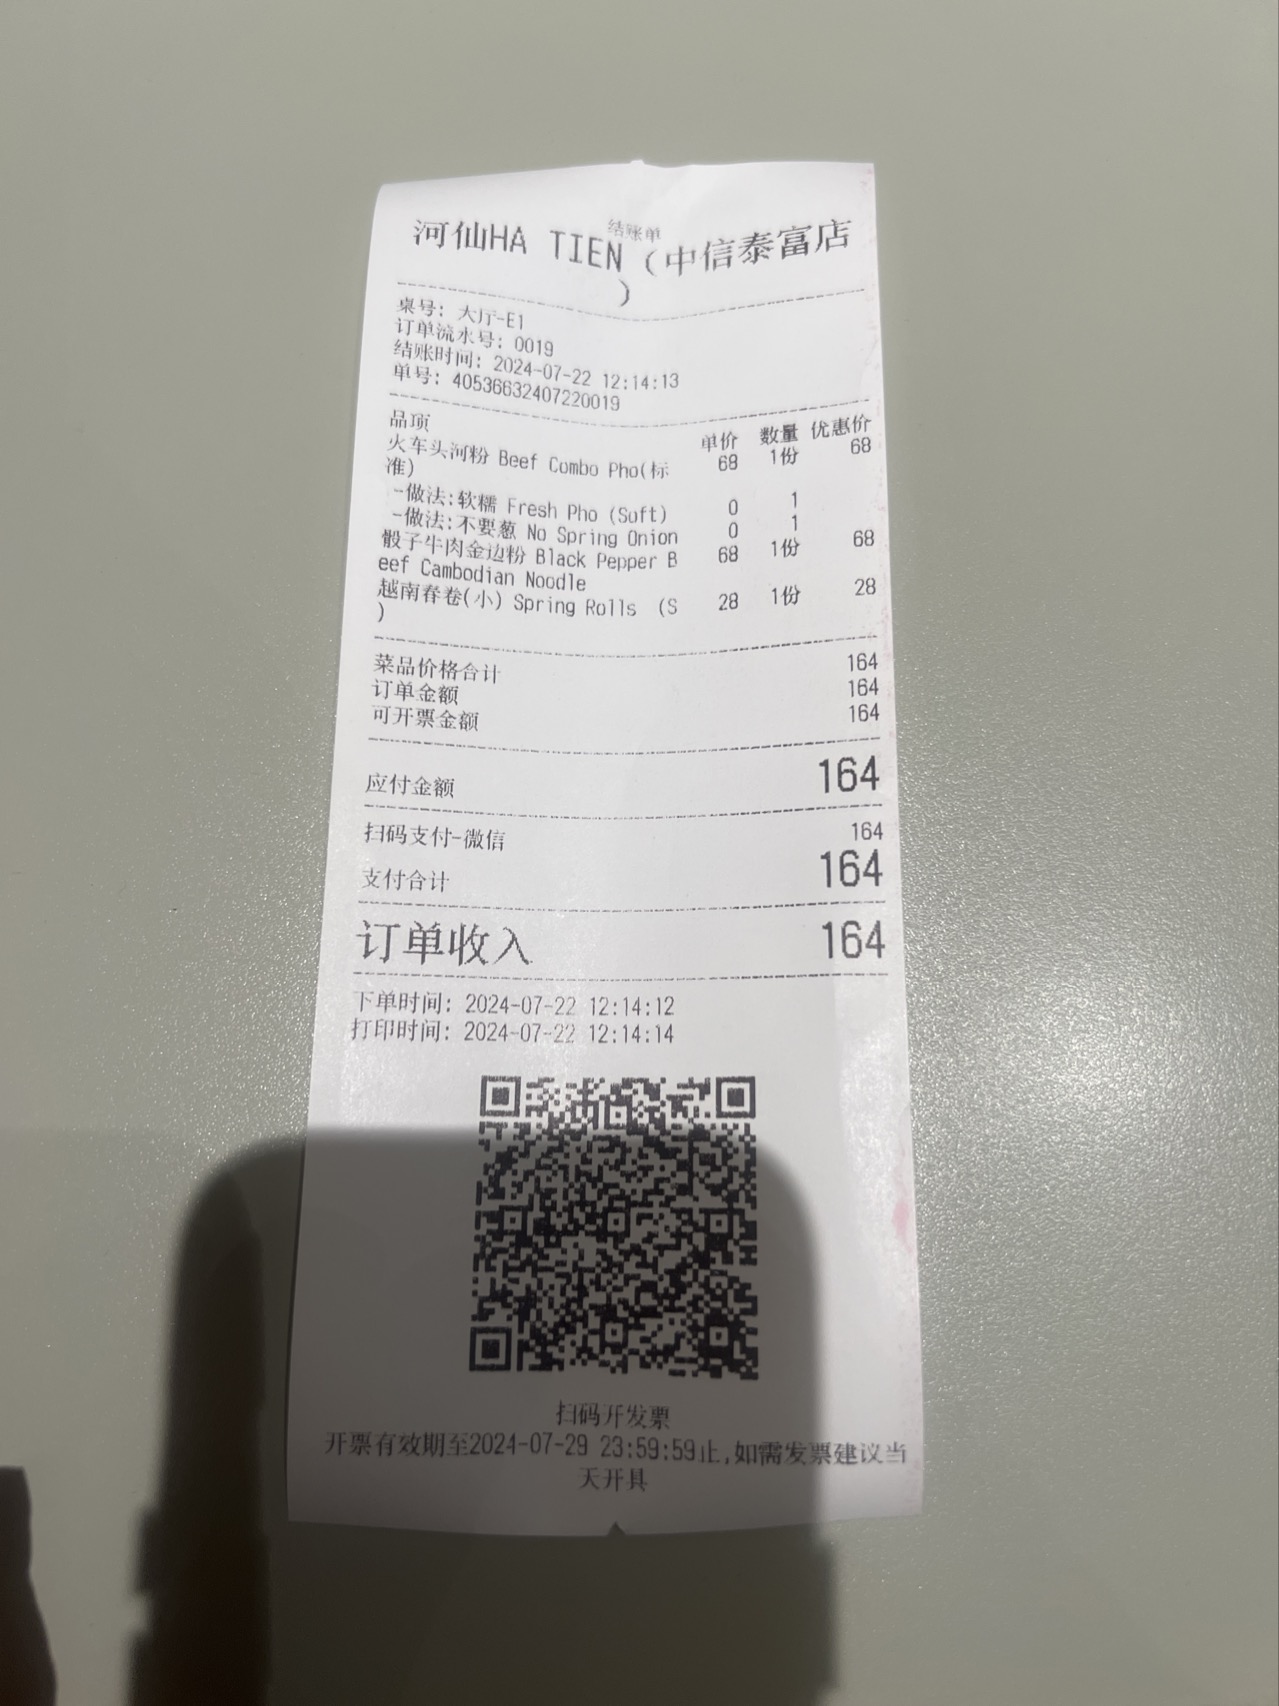 结账单
河仙HA TIEN（中信泰富店
）
桌号: 大厅-E1
订单流水号: 0019
结账时间: 2024-07-22 12:14:13
单号: 40536632407220019
品项 单价 数量 优惠价
火车头河粉 Beef Combo Pho(标 68 1份 68
准)
-做法:软糯 Fresh Pho (Soft) 0 1
-做法:不要葱 No Spring Onion 0 1
骰子牛肉金边粉 Black Pepper B 68 1份 68
eef Cambodian Noodle
越南春卷(小) Spring Rolls (S 28 1份 28
)
菜品价格合计 164
订单金额 164
可开票金额 164
应付金额 164
扫码支付-微信 164
支付合计 164
订单收入 164
下单时间: 2024-07-22 12:14:12
打印时间: 2024-07-22 12:14:14
扫码开发票
开票有效期至2024-07-29 23:59:59止,如需发票建议当
天开具